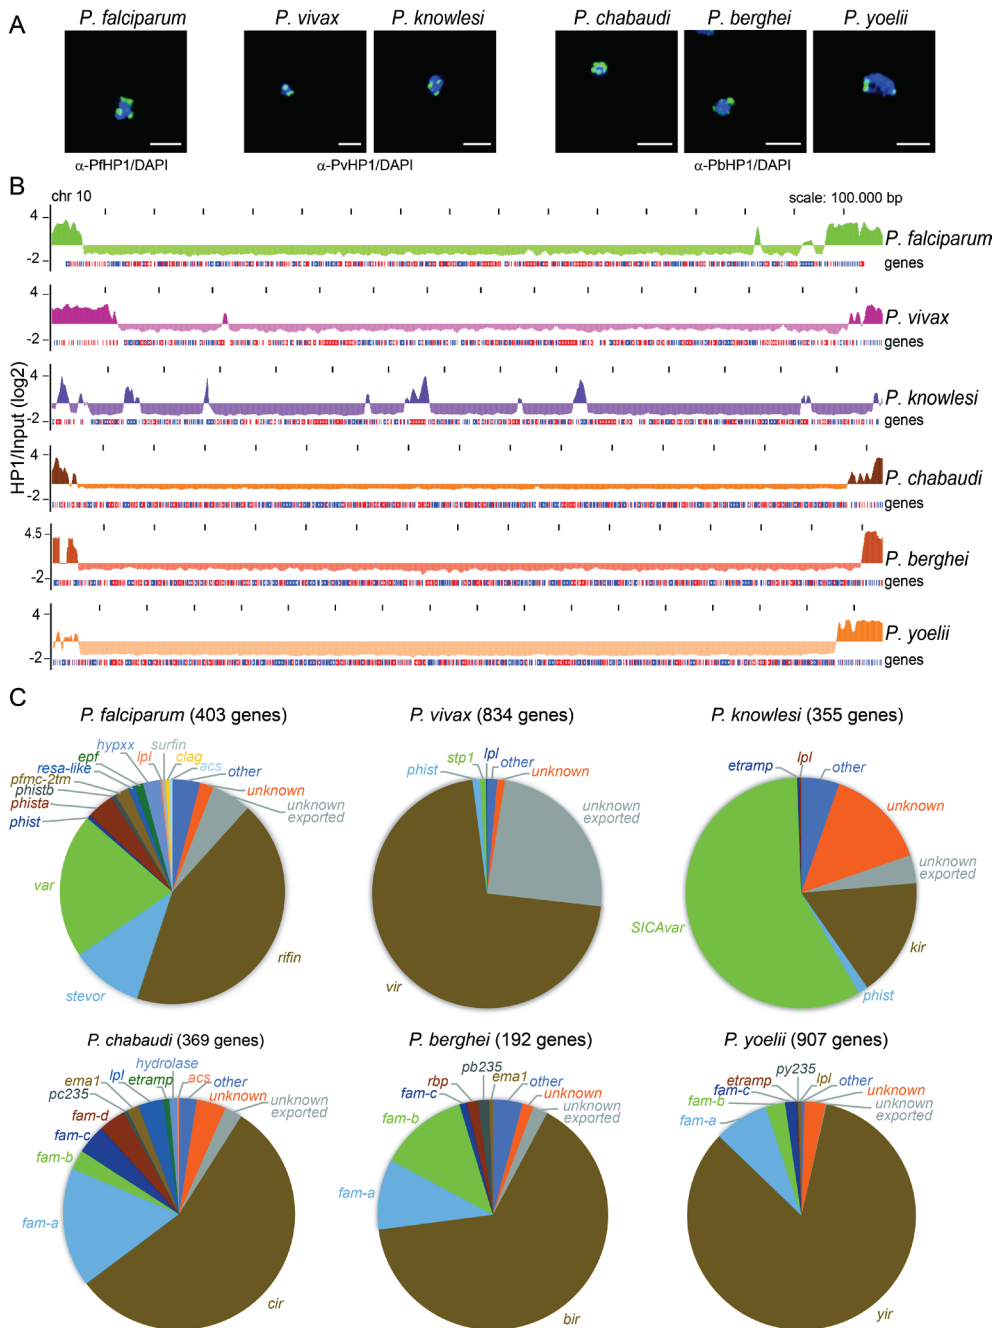 A
P. falciparum P. vivax P. knowlesi P. chabaudi P. berghei P. yoelii
α-PfHP1/DAPI α-PvHP1/DAPI α-PbHP1/DAPI
B
chr 10 scale: 100.000 bp
HP1/Input (log2)
4
-2
P. falciparum
genes
4
-2
P. vivax
genes
4
-2
P. knowlesi
genes
4
-2
P. chabaudi
genes
4.5
-2
P. berghei
genes
4
-2
P. yoelii
genes
C
P. falciparum (403 genes)
hypxx
surfin
epf
lpl
clag
resa-like
acs
other
pfmc-2tm
phistb
unknown
phista
unknown
exported
phist
var
rifin
stevor
P. vivax (834 genes)
stp1
lpl
other
phist
unknown
unknown
exported
vir
P. knowlesi (355 genes)
lpl
etramp
other
unknown
unknown
exported
SICAvar
kir
phist
P. chabaudi (369 genes)
hydrolase
lpl
etramp
acs
other
ema1
unknown
pc235
unknown
exported
fam-d
fam-c
fam-b
fam-a
cir
P. berghei (192 genes)
pb235
rbp
ema1
other
fam-c
unknown
unknown
exported
fam-b
fam-a
bir
P. yoelii (907 genes)
py235
etramp
lpl
other
fam-c
unknown
fam-b
unknown
exported
fam-a
yir